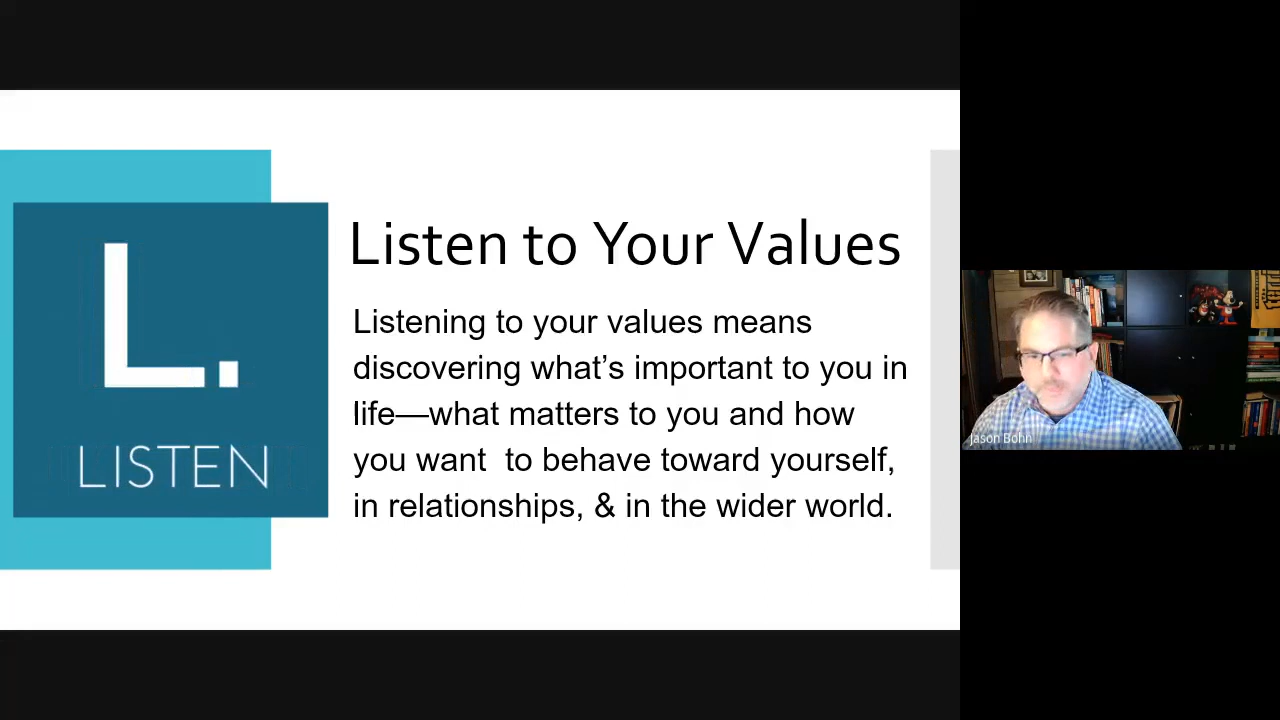 L.
LISTEN
Listen to Your Values
Listening to your values means
discovering what’s important to you in
life—what matters to you and how
you want  to behave toward yourself,
in relationships, & in the wider world.
Jason Bohn